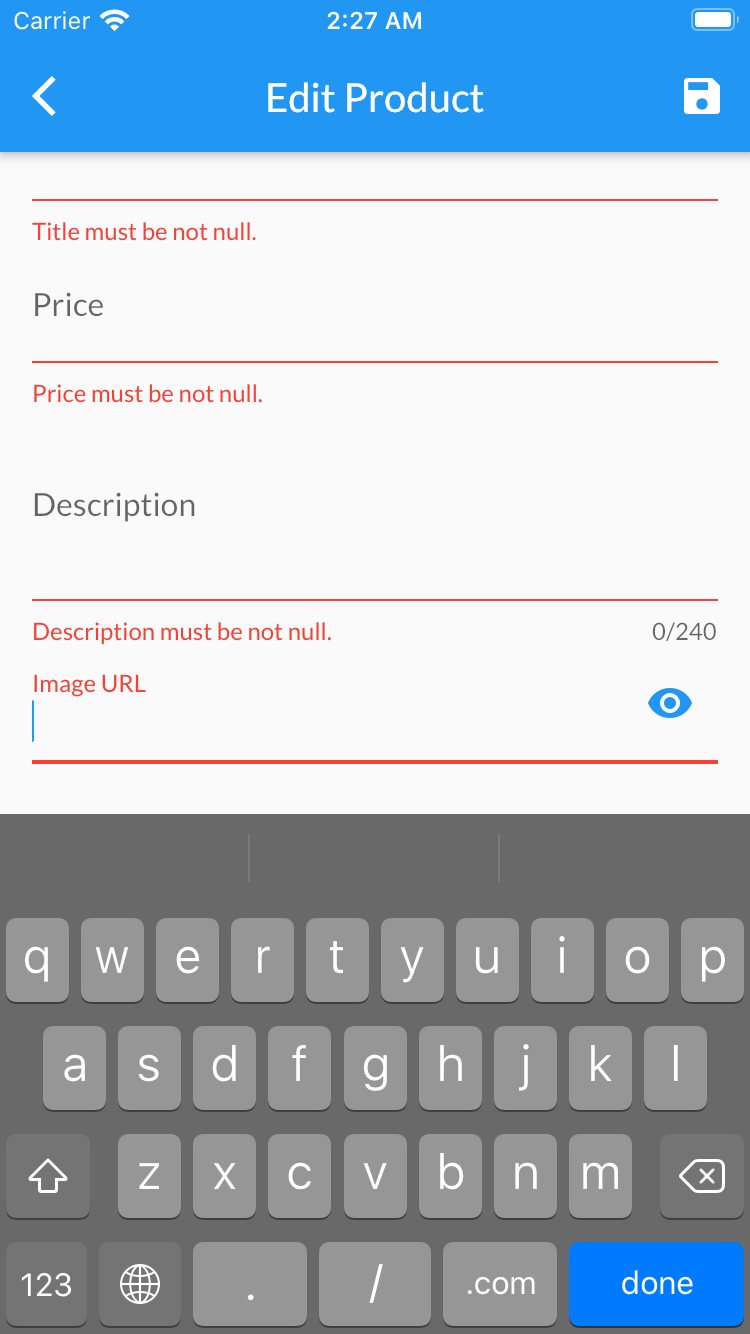 Carrier 2:27 AM
Edit Product
Title must be not null.
Price
Price must be not null.
Description
Description must be not null. 0/240
Image URL
q w e r t y u i o p
a s d f g h j k l
z x c v b n m
123 . / .com done